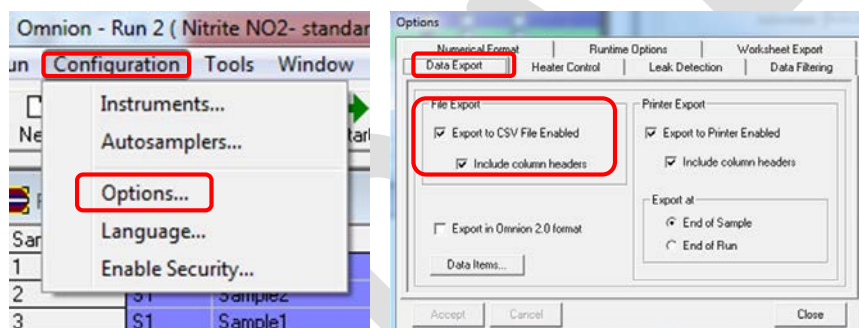 Omnion - Run 2 ( Nitrite NO2- standar
un Configuration Tools Window
Instruments...
Ne
tart
Autosamplers...
Options...
Sar
Language...
1
Enable Security...
2 S1 Sample2
3 S1 Sample1
Options
Numerical Format Runtime Options Worksheet Export
Data Export Heater Control Leak Detection Data Filtering
File Export
Export to CSV File Enabled
Include column headers
Export in Omnion 2.0 format
Data Items...
Printer Export
Export to Printer Enabled
Include column headers
Export at
End of Sample
End of Run
Accept Cancel Close